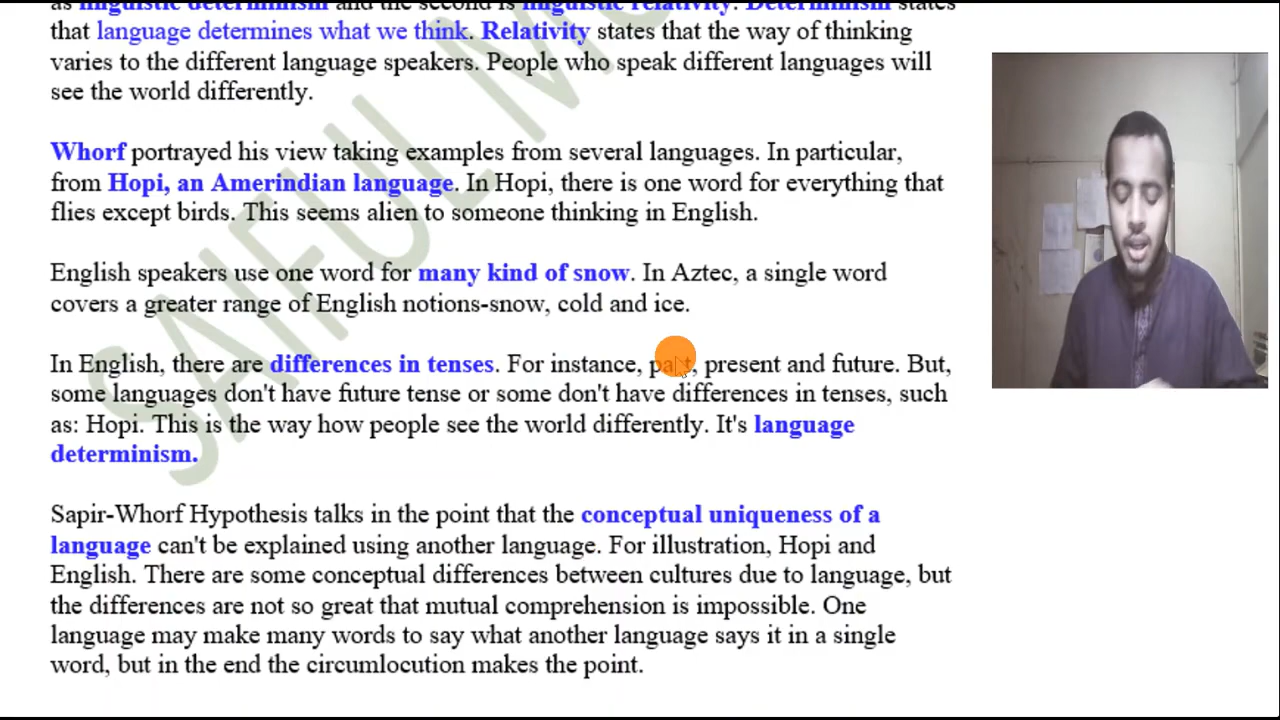 as linguistic determinism and the second is linguistic relativity. Determinism states
that language determines what we think. Relativity states that the way of thinking
varies to the different language speakers. People who speak different languages will
see the world differently.
Whorf portrayed his view taking examples from several languages. In particular,
from Hopi, an Amerindian language. In Hopi, there is one word for everything that
flies except birds. This seems alien to someone thinking in English.
English speakers use one word for many kind of snow. In Aztec, a single word
covers a greater range of English notions-snow, cold and ice.
In English, there are differences in tenses. For instance, past, present and future. But,
some languages don't have future tense or some don't have differences in tenses, such
as: Hopi. This is the way how people see the world differently. It's language
determinism.
Sapir-Whorf Hypothesis talks in the point that the conceptual uniqueness of a
language can't be explained using another language. For illustration, Hopi and
English. There are some conceptual differences between cultures due to language, but
the differences are not so great that mutual comprehension is impossible. One
language may make many words to say what another language says it in a single
word, but in the end the circumlocution makes the point.
SAIFUL